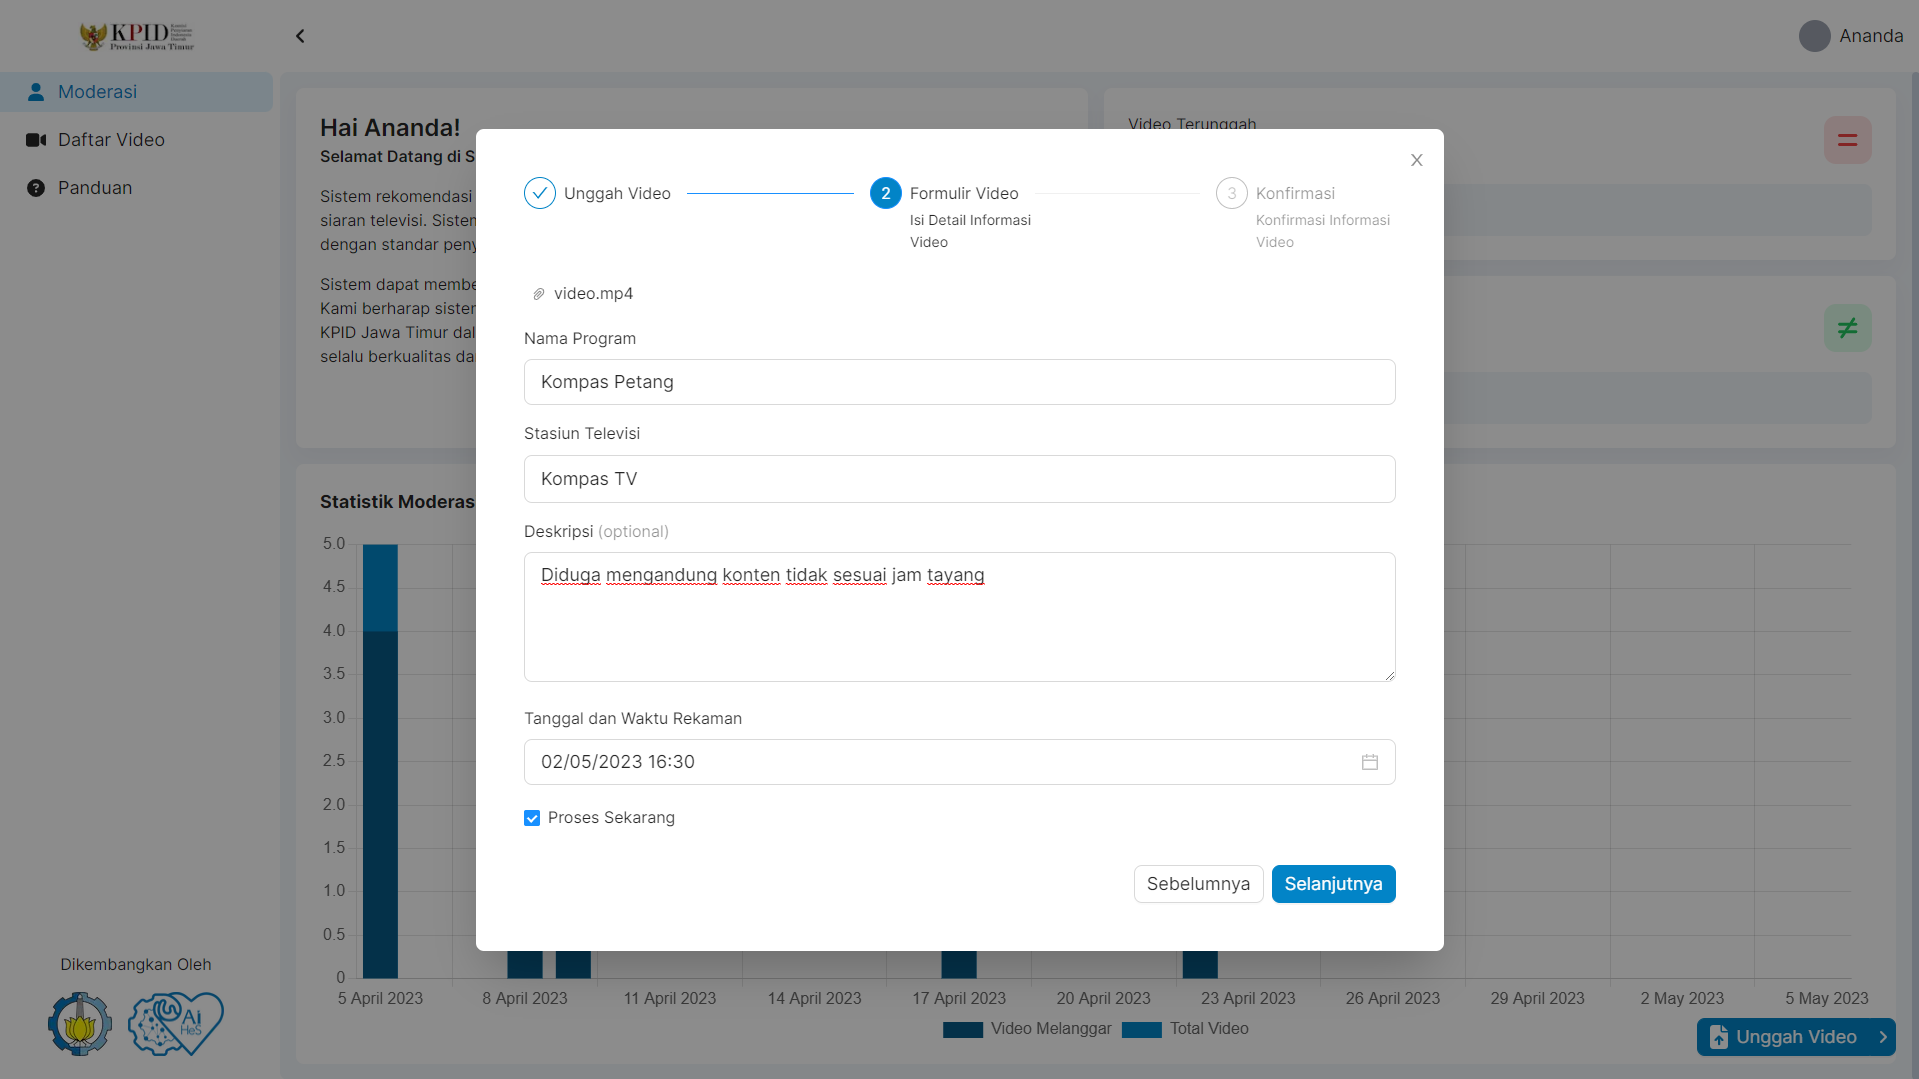 KPID
Provinsi Jawa Timur
Ananda
Moderasi
Daftar Video
Panduan
Hai Ananda!
Selamat Datang di S
Sistem rekomendasi
siaran televisi. Sistem
dengan standar peny
Sistem dapat membe
Kami berharap sister
KPID Jawa Timur dal
selalu berkualitas da
Video Terunggah
Unggah Video
2
Formulir Video
Isi Detail Informasi
Video
3
Konfirmasi
Konfirmasi Informasi
Video
video.mp4
Nama Program
Kompas Petang
Stasiun Televisi
Kompas TV
Deskripsi (optional)
Diduga mengandung konten tidak sesuai jam tayang
Tanggal dan Waktu Rekaman
02/05/2023 16:30
Proses Sekarang
Sebelumnya
Selanjutnya
Statistik Moderas
5.0
4.5
4.0
3.5
3.0
2.5
2.0
1.5
1.0
0.5
0
5 April 2023
8 April 2023
11 April 2023
14 April 2023
17 April 2023
20 April 2023
23 April 2023
26 April 2023
29 April 2023
2 May 2023
5 May 2023
Video Melanggar
Total Video
Dikembangkan Oleh
Ai
HeS
Unggah Video